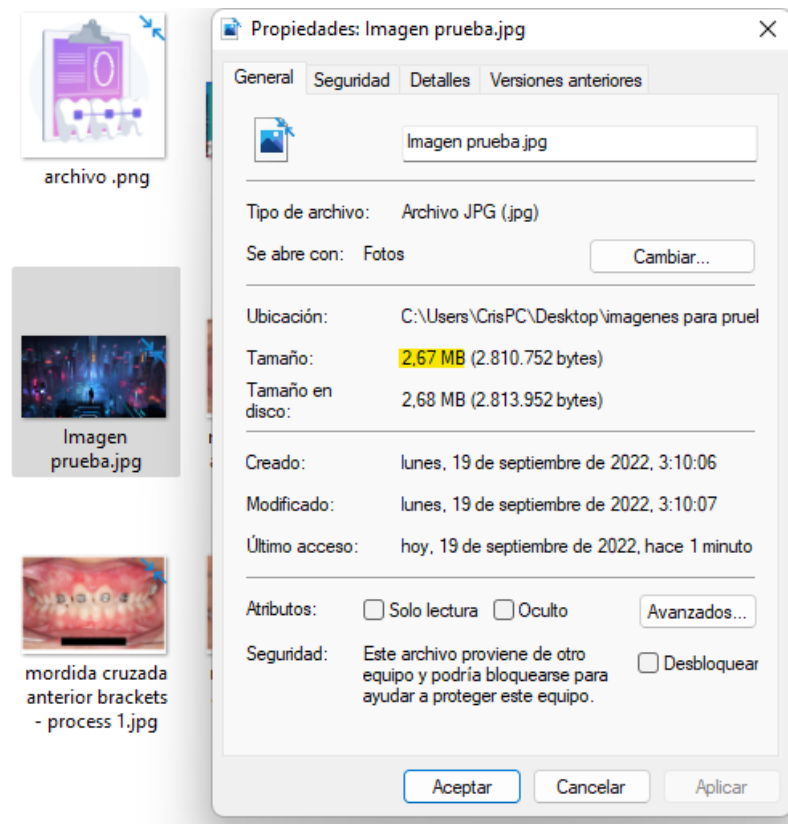 archivo .png
Imagen
prueba.jpg
mordida cruzada
anterior brackets
- process 1.jpg
Propiedades: Imagen prueba.jpg
General Seguridad Detalles Versiones anteriores
Imagen prueba.jpg
Tipo de archivo: Archivo JPG (.jpg)
Se abre con: Fotos Cambiar...
Ubicación: C:\Users\CrisPC\Desktop\imagenes para pruel
Tamaño: 2,67 MB (2.810.752 bytes)
Tamaño en
disco: 2,68 MB (2.813.952 bytes)
Creado: lunes, 19 de septiembre de 2022, 3:10:06
Modificado: lunes, 19 de septiembre de 2022, 3:10:07
Último acceso: hoy, 19 de septiembre de 2022, hace 1 minuto
Atributos: Solo lectura Oculto Avanzados...
Seguridad: Este archivo proviene de otro
equipo y podría bloquearse para
ayudar a proteger este equipo.
Desbloquear
Aceptar Cancelar Aplicar